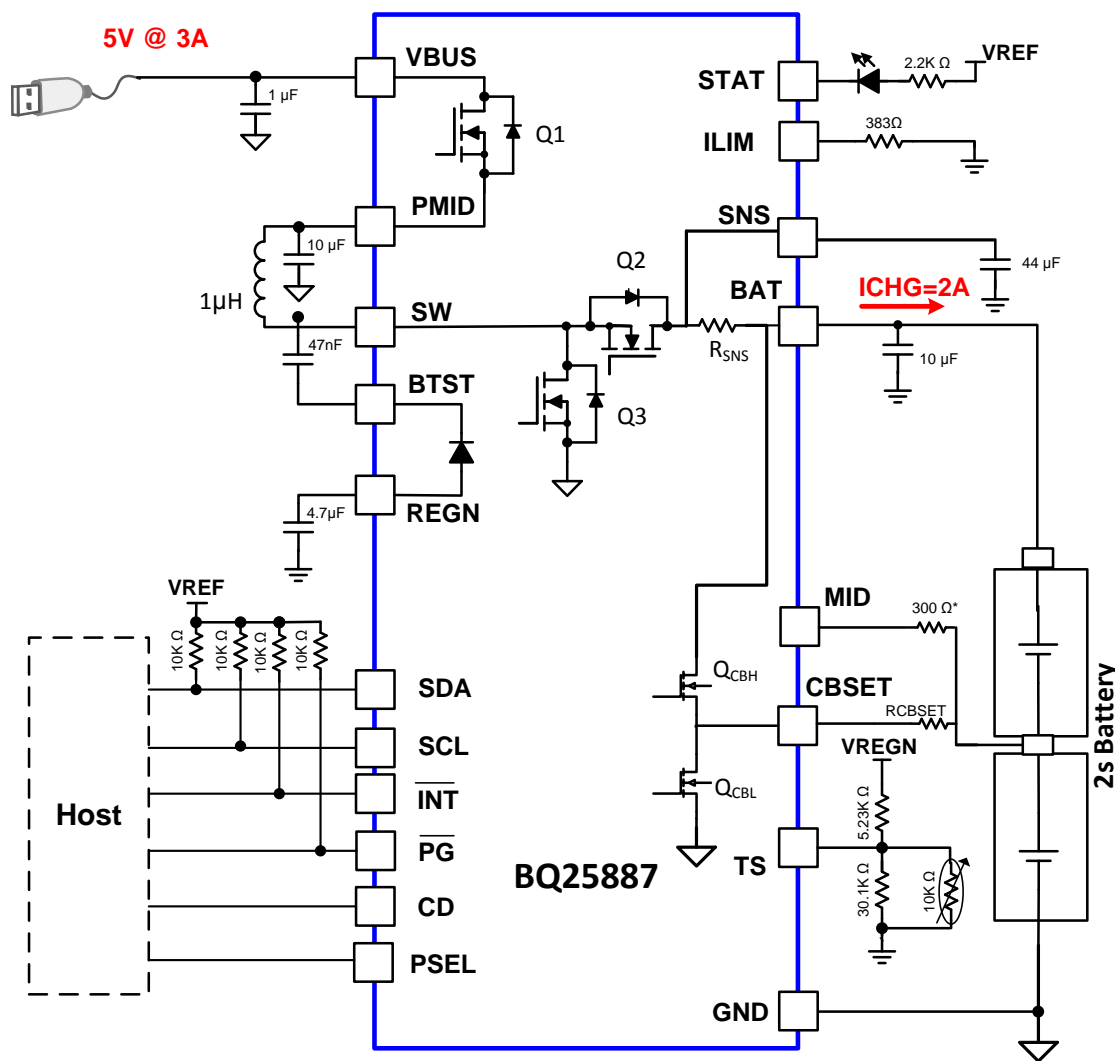 5V @ 3A
VBUS
1 µF
Q1
PMID
10 µF
1µH
SW
47nF
BTST
REGN
4.7µF
STAT
2.2K Ω
VREF
ILIM
383Ω
SNS
44 µF
Q2
BAT
ICHG=2A
RSNS
10 µF
Q3
VREF
10K Ω
10K Ω
10K Ω
10K Ω
Host
SDA
SCL
INT
PG
CD
PSEL
MID
300 Ω*
QCBH
CBSET
RCBSET
VREGN
QCBL
5.23K Ω
TS
30.1K Ω
10K Ω
2s Battery
BQ25887
GND